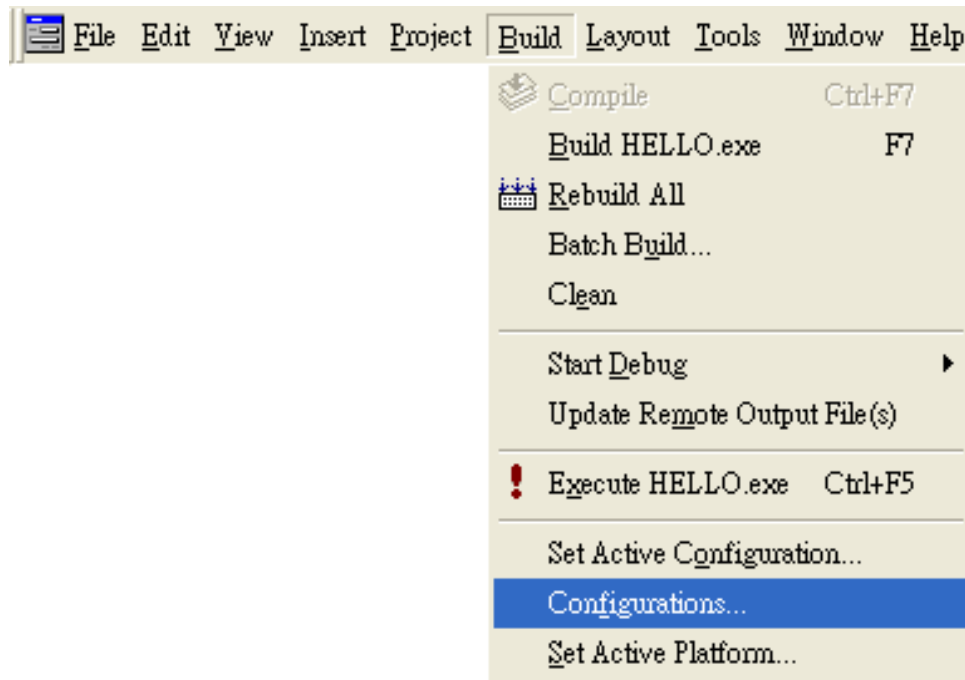 File Edit View Insert Project Build Layout Tools Window Help
Compile Ctrl+F7
Build HELLO.exe F7
Rebuild All
Batch Build...
Clean
Start Debug
Update Remote Output File(s)
Execute HELLO.exe Ctrl+F5
Set Active Configuration...
Configurations...
Set Active Platform...